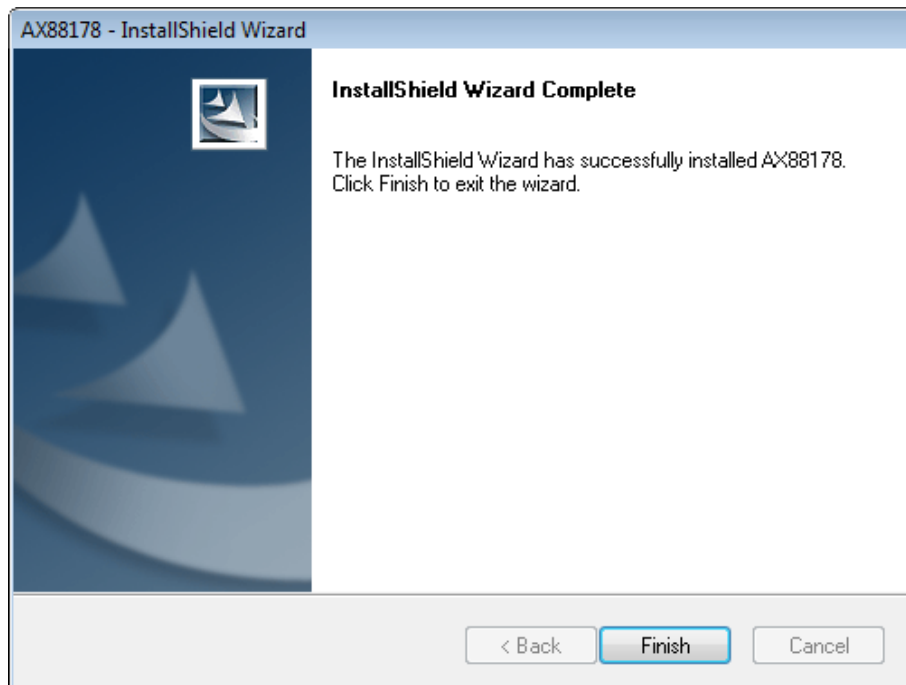 AX88178 - InstallShield Wizard
InstallShield Wizard Complete
The InstallShield Wizard has successfully installed AX88178.
Click Finish to exit the wizard.
< Back
Finish
Cancel